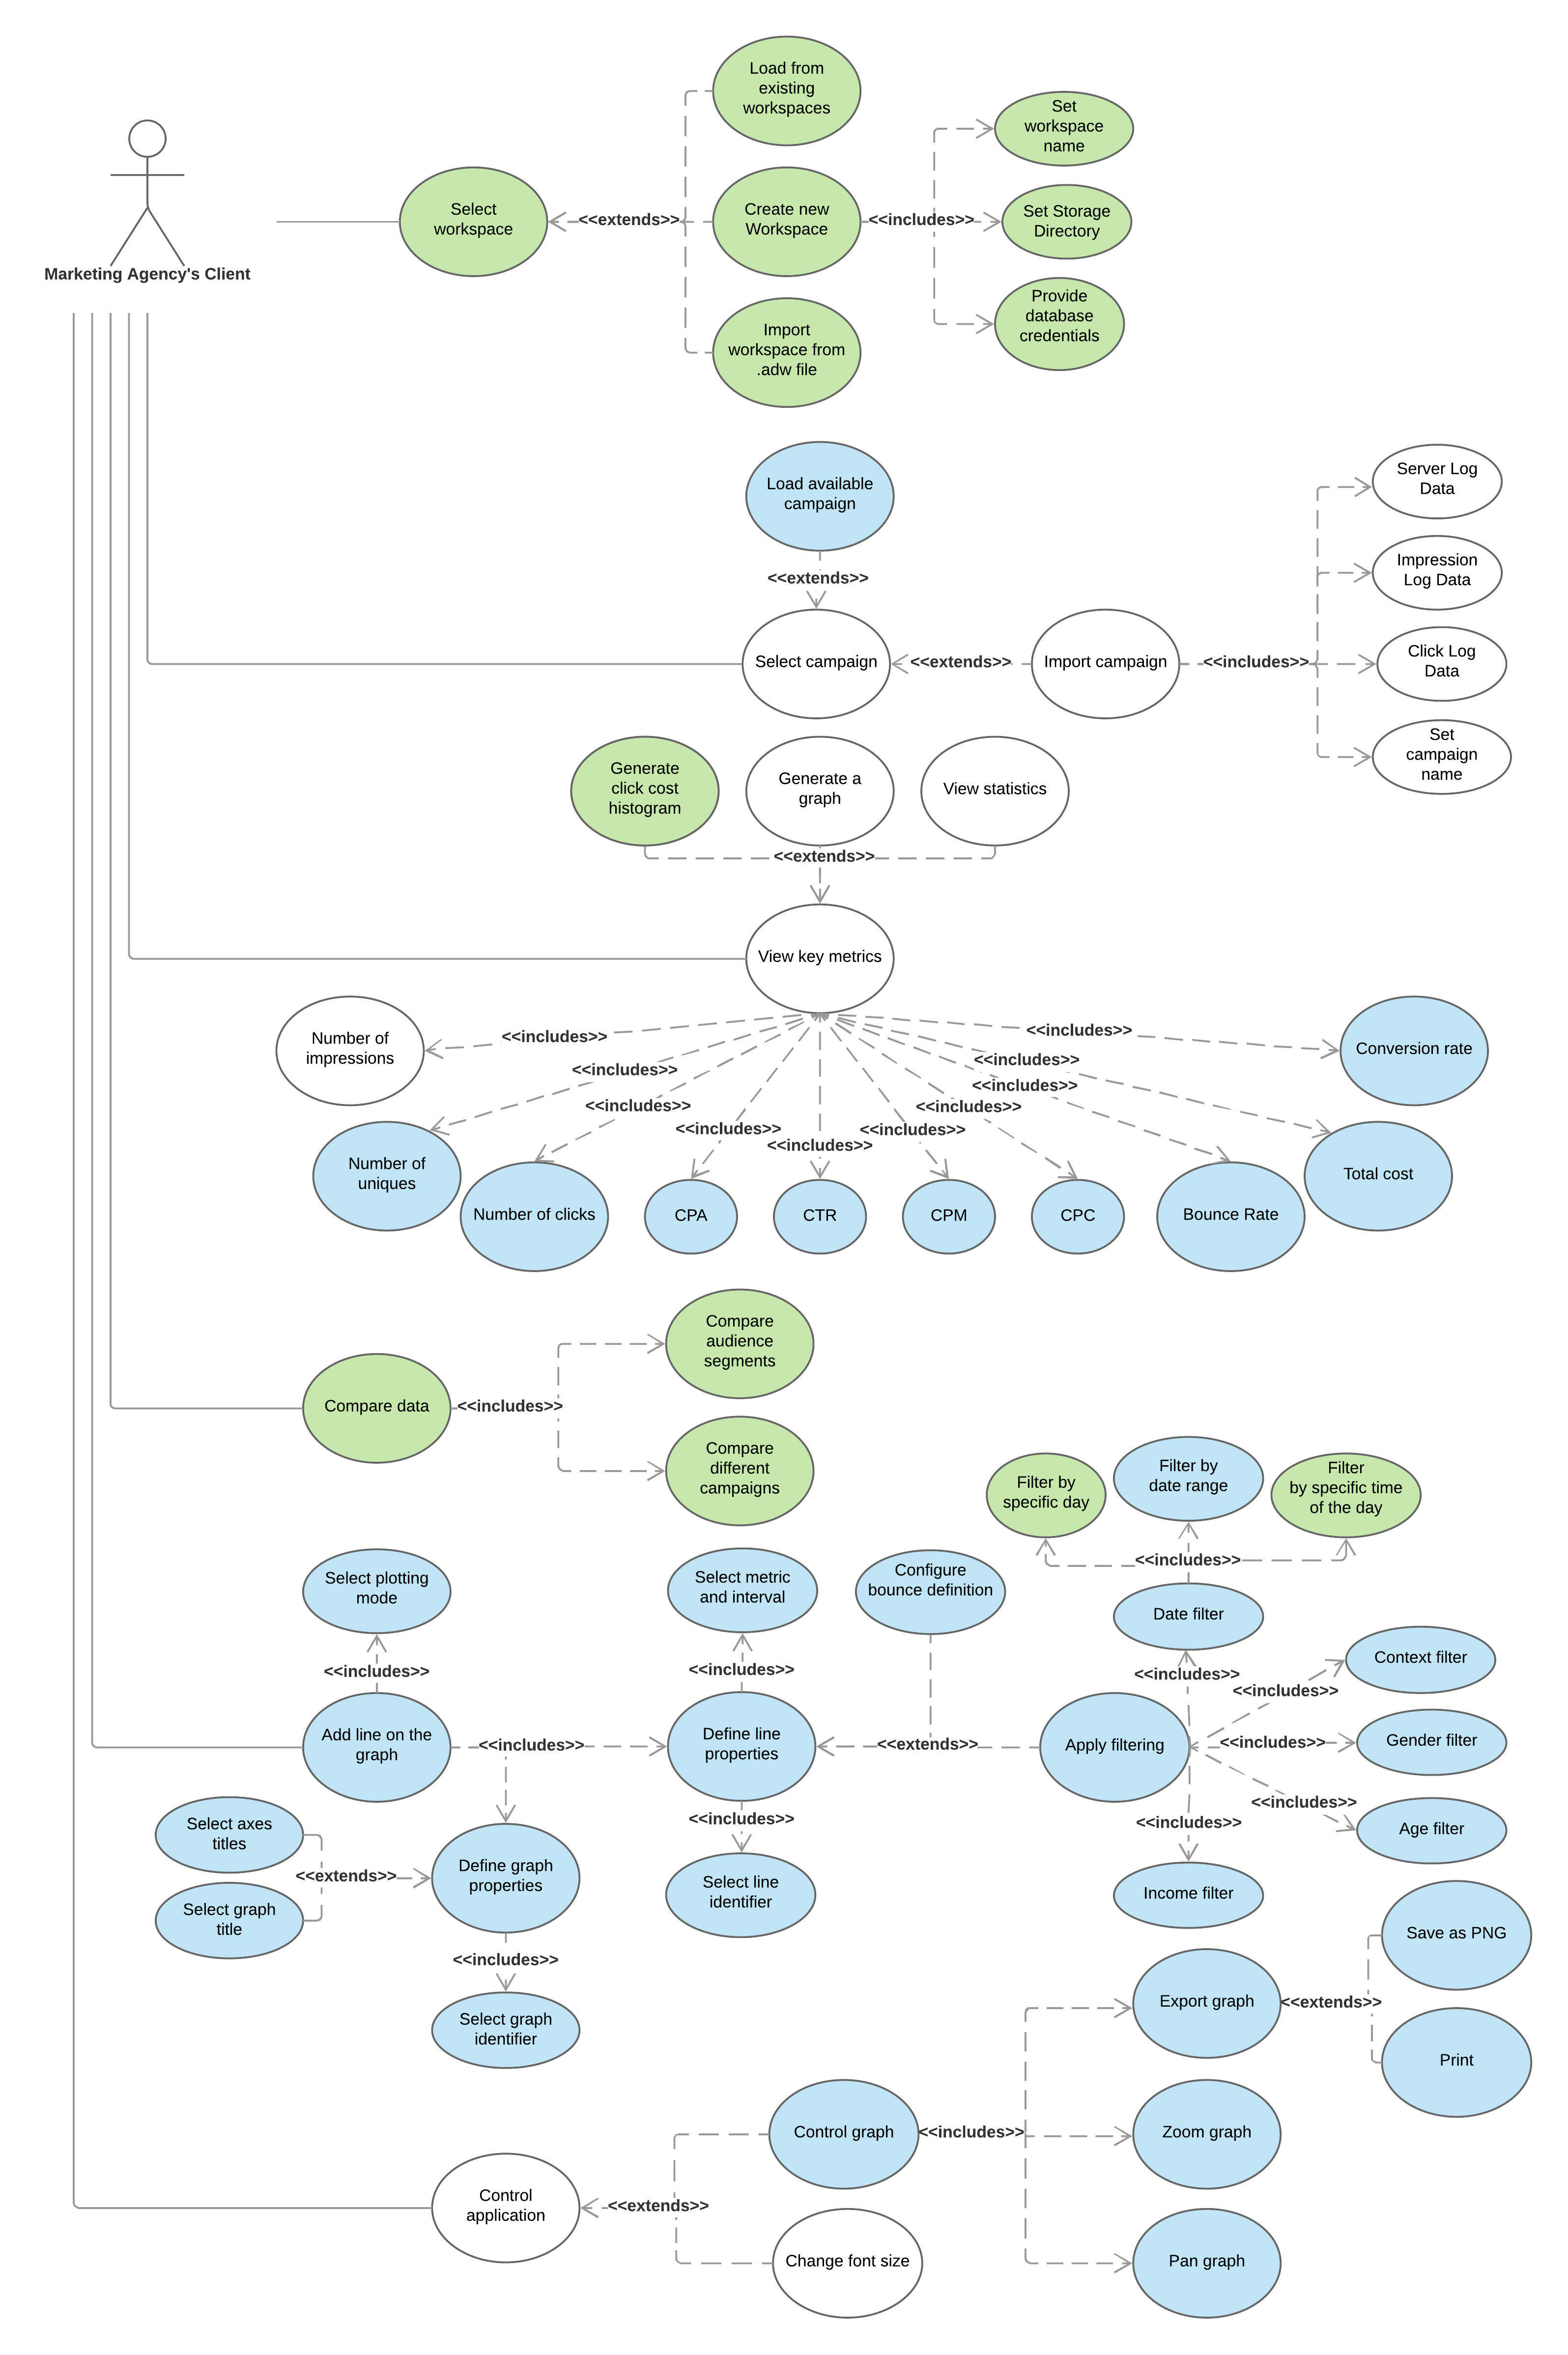 Load from
existing
workspaces
Set
workspace
name
Select
workspace
<<extends>>
Create new
Workspace
<<includes>>
Set Storage
Directory
Marketing Agency's Client
Import
workspace from
.adw file
Provide
database
credentials
Load available
campaign
<<extends>>
Server Log
Data
Impression
Log Data
Select campaign
<<extends>>
Import campaign
<<includes>>
Click Log
Data
Set
campaign
name
Generate
click cost
histogram
Generate a
graph
View statistics
<<extends>>
View key metrics
Number of
impressions
<<includes>>
<<includes>>
Conversion rate
<<includes>>
<<includes>>
<<includes>>
<<includes>>
<<includes>>
<<includes>>
<<includes>>
<<includes>>
Number of
uniques
Number of clicks
CPA
CTR
CPM
CPC
Bounce Rate
Total cost
Compare data
<<includes>>
Compare
audience
segments
Compare
different
campaigns
Filter by
specific day
Filter by
date range
Filter
by specific time
of the day
<<includes>>
Select plotting
mode
Select metric
and interval
Configure
bounce definition
Date filter
<<includes>>
<<includes>>
<<includes>>
Context filter
<<includes>>
Add line on the
graph
<<includes>>
Define line
properties
<<extends>>
Apply filtering
<<includes>>
Gender filter
<<includes>>
Age filter
<<includes>>
<<includes>>
Income filter
Select axes
titles
<<extends>>
Select graph
title
Define graph
properties
Select line
identifier
<<includes>>
Select graph
identifier
Export graph
<<extends>>
Save as PNG
Print
Control graph
<<includes>>
Zoom graph
Control
application
<<extends>>
Change font size
Pan graph